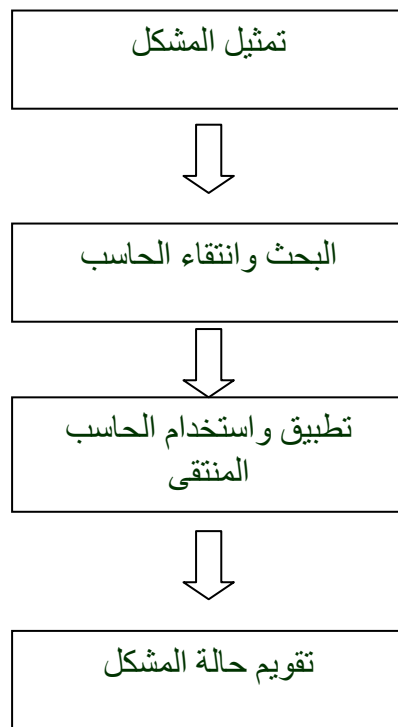 تمثيل المشكل
البحث وانتقاء الحاسب
تطبيق واستخدام الحاسب
المنتقى
تقويم حالة المشكل